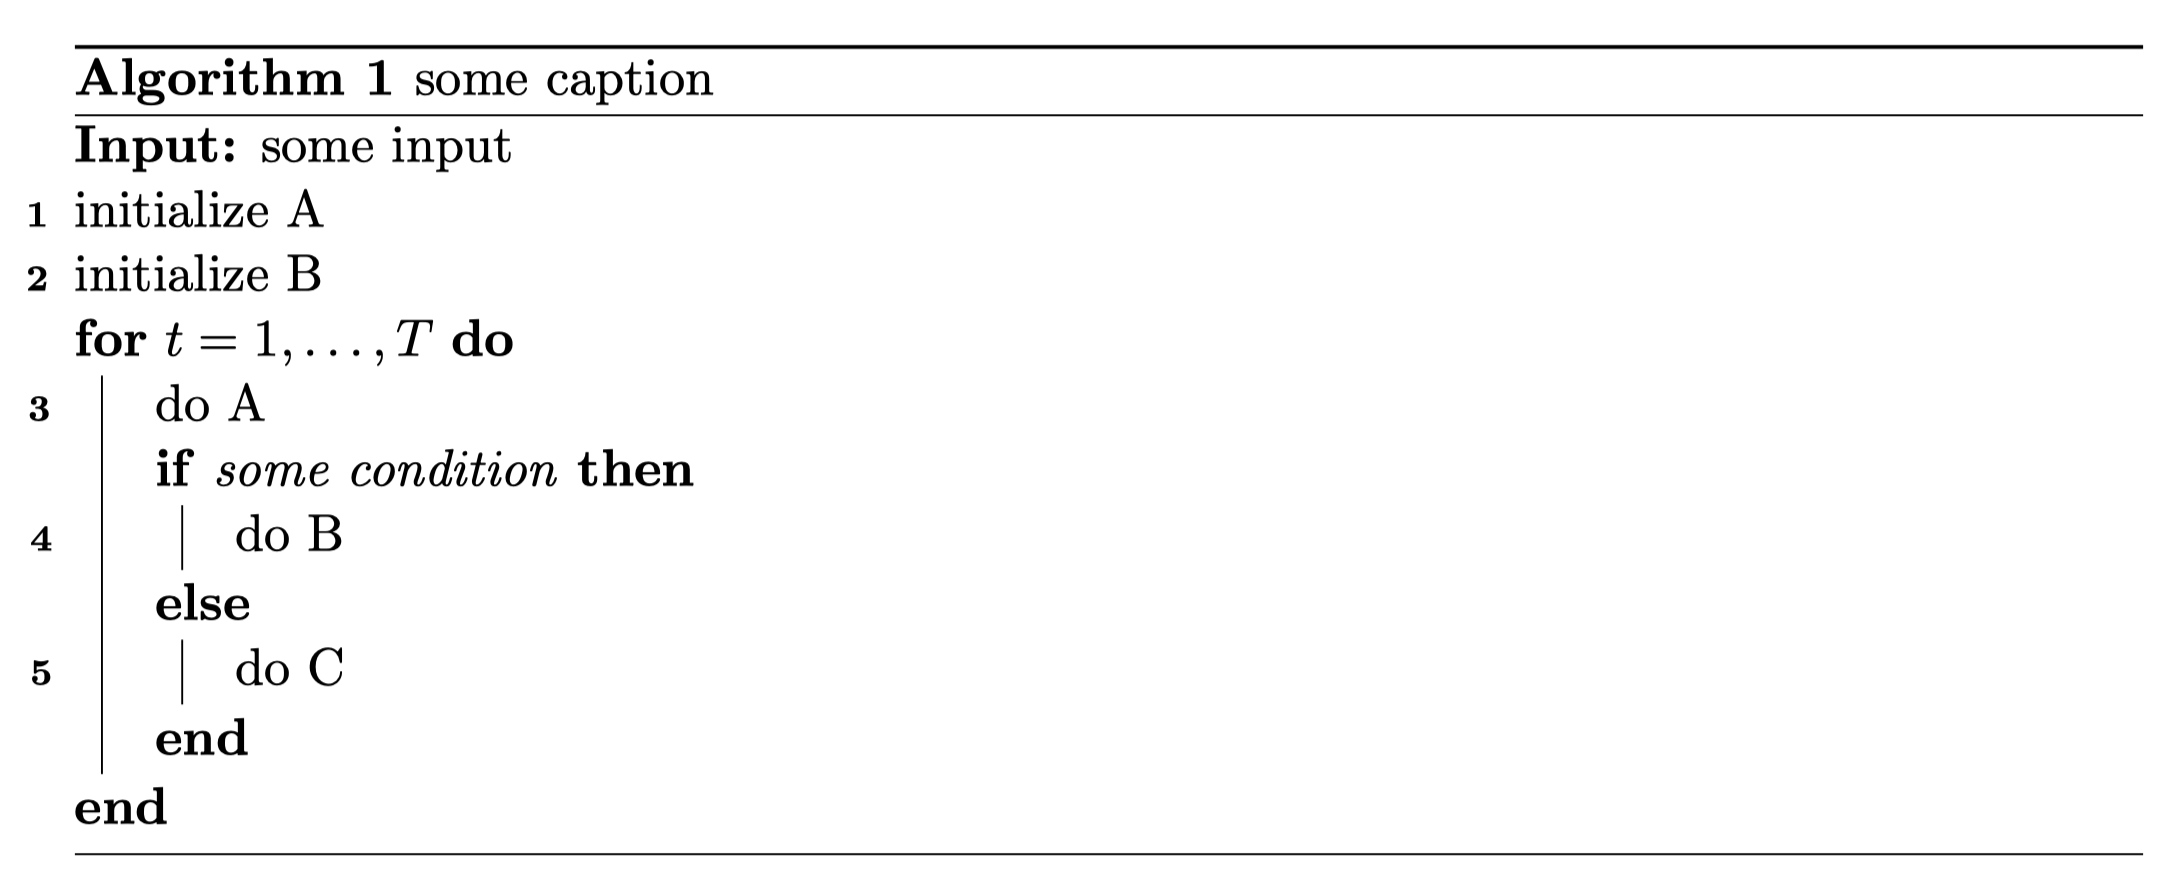 Algorithm 1 some caption
Input: some input
1 initialize A
2 initialize B
for t = 1, . . . , T do
3 do A
if some condition then
4 do B
else
5 do C
end
end